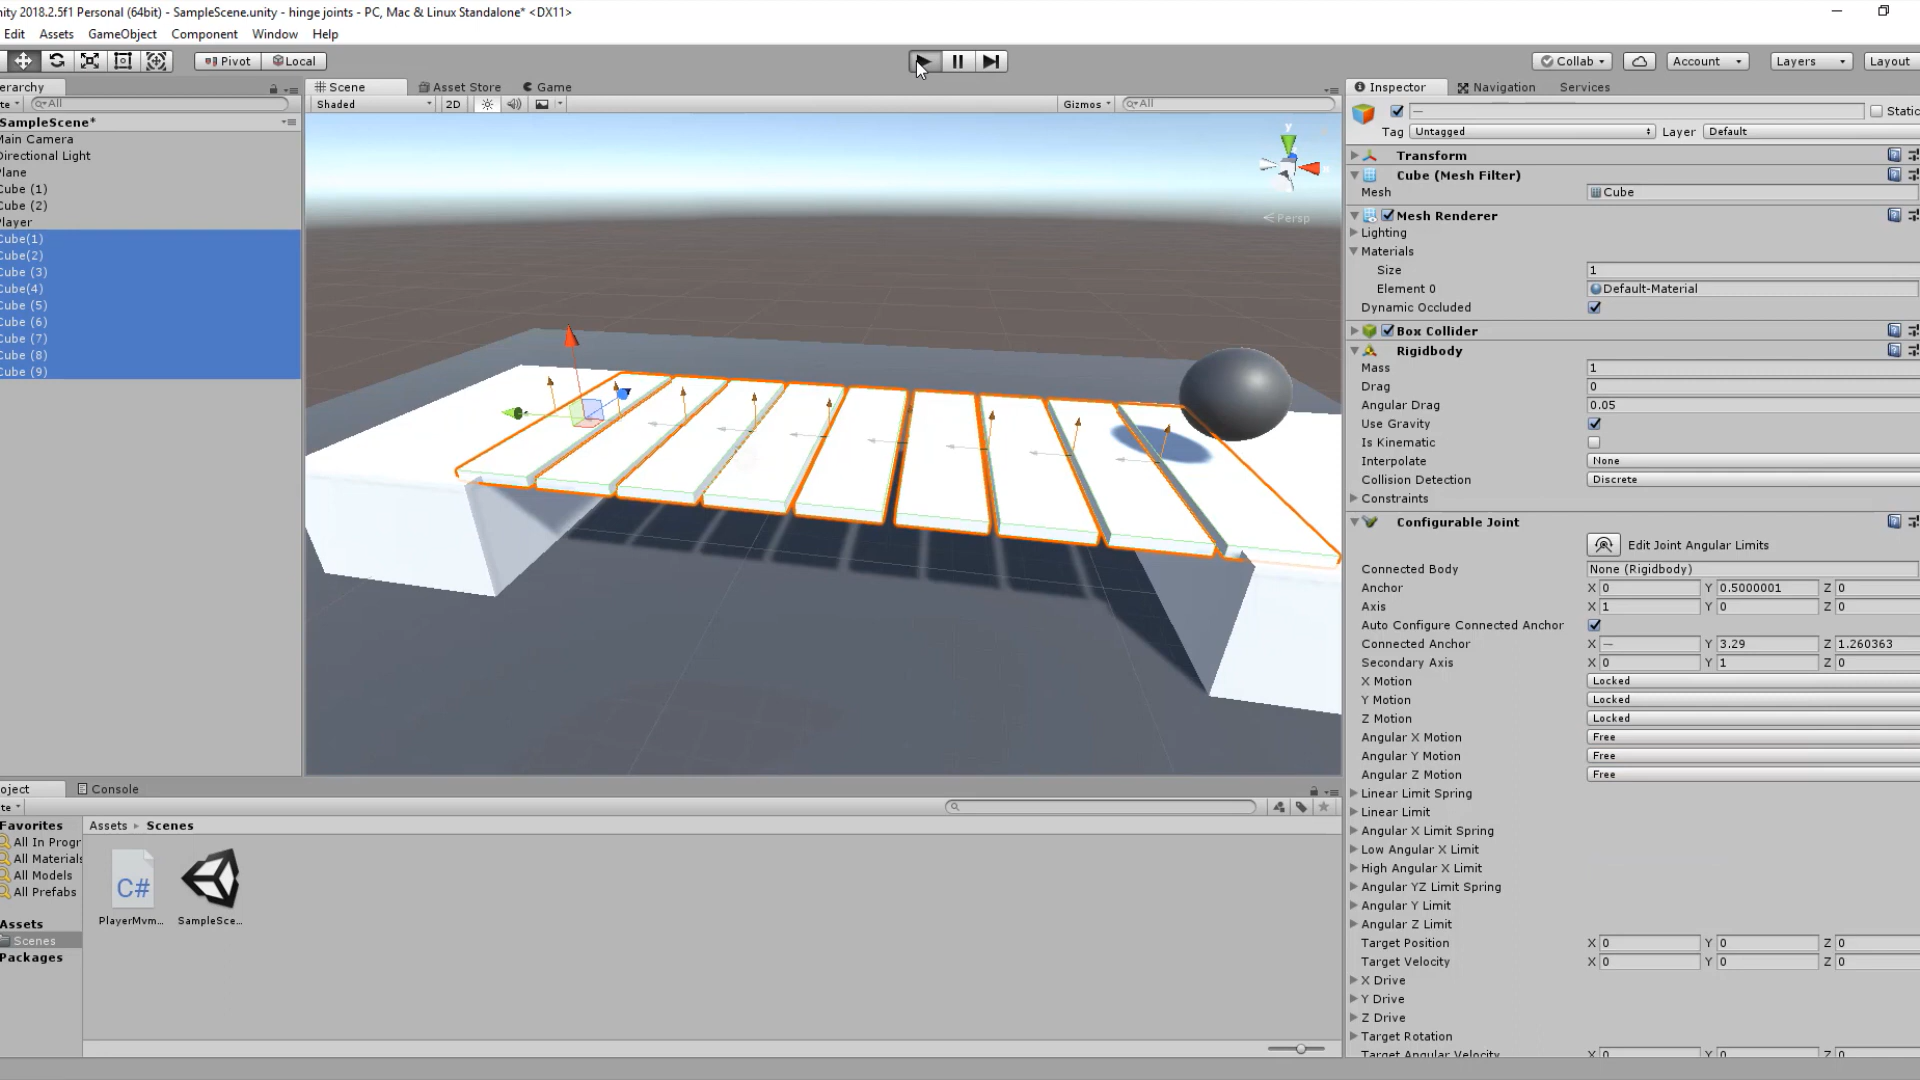 nity 2018.2.5f1 Personal (64bit) - SampleScene.unity - hinge joints - PC, Mac & Linux Standalone* <DX11>
Edit Assets GameObject Component Window Help
Pivot Local Collab Account Layers Layout
erarchy Scene Asset Store Game Inspector Navigation Services
te All Shaded 2D Gizmos All
SampleScene*
Main Camera
Directional Light
Plane
Cube (1)
Cube (2)
Player
Cube(1)
Cube(2)
Cube (3)
Cube(4)
Cube (5)
Cube (6)
Cube (7)
Cube (8)
Cube (9)
y
Persp
— Static
Tag Untagged Layer Default
Transform
Cube (Mesh Filter)
Mesh Cube
Mesh Renderer
Lighting
Materials
Size 1
Element 0 Default-Material
Dynamic Occluded
Box Collider
Rigidbody
Mass 1
Drag 0
Angular Drag 0.05
Use Gravity
Is Kinematic
Interpolate None
Collision Detection Discrete
Constraints
Configurable Joint
Edit Joint Angular Limits
Connected Body None (Rigidbody)
Anchor X 0 Y 0.5000001 Z 0
Axis X 1 Y 0 Z 0
Auto Configure Connected Anchor
Connected Anchor X — Y 3.29 Z 1.260363
Secondary Axis X 0 Y 1 Z 0
X Motion Locked
Y Motion Locked
Z Motion Locked
Angular X Motion Free
Angular Y Motion Free
Angular Z Motion Free
Linear Limit Spring
Linear Limit
Angular X Limit Spring
Low Angular X Limit
High Angular X Limit
Angular YZ Limit Spring
Angular Y Limit
Angular Z Limit
Target Position X 0 Y 0 Z 0
Target Velocity X 0 Y 0 Z 0
X Drive
Y Drive
Z Drive
Target Rotation
Target Angular Velocity X 0 Y 0 Z 0
oject Console
te
Favorites
All In Progr
All Materials
All Models
All Prefabs
Assets
Scenes
Packages
Assets Scenes
C#
PlayerMvm... SampleSce...